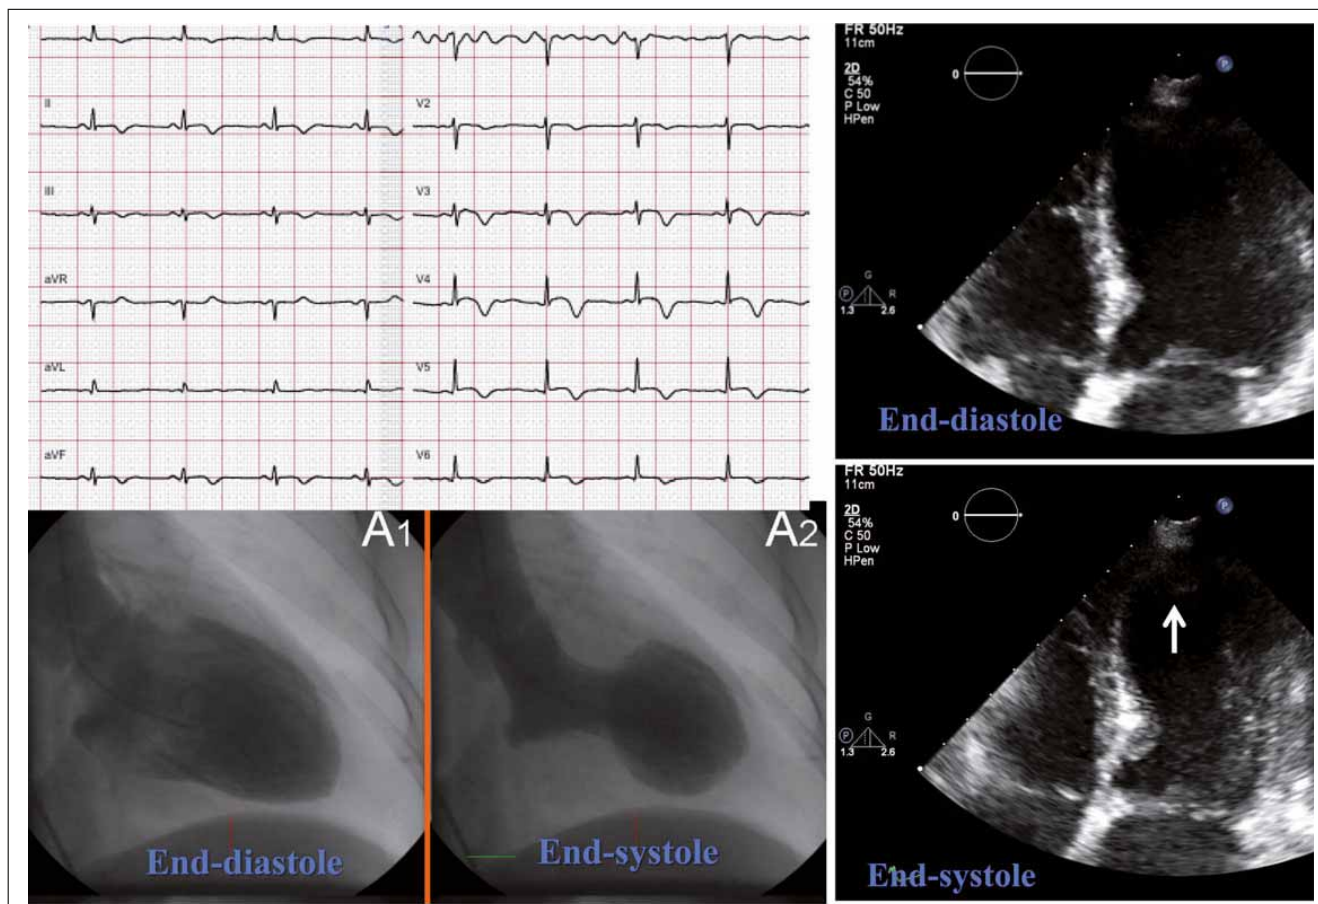 II
III
aVR
aVL
aVF
V2
V3
V4
V5
V6
A1
End-diastole
A2
End-systole
FR 50Hz
11cm
2D
54%
C 50
P Low
HPen
0
P
G
P R
1.3 2.6
End-diastole
FR 50Hz
11cm
2D
54%
C 50
P Low
HPen
0
P
G
P R
1.3 2.6
End-systole